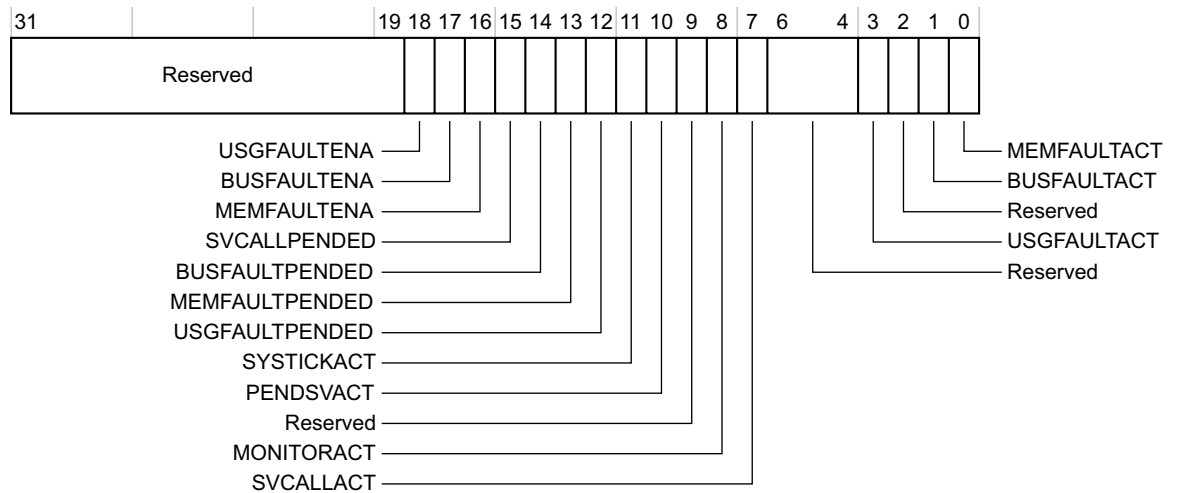 31 19 18 17 16 15 14 13 12 11 10 9 8 7 6 4 3 2 1 0
Reserved
USGFAULTENA MEMFAULTACT
BUSFAULTENA BUSFAULTACT
MEMFAULTENA Reserved
SVCALLPENDED USGFAULTACT
BUSFAULTPENDED Reserved
MEMFAULTPENDED
USGFAULTPENDED
SYSTICKACT
PENDSVACT
Reserved
MONITORACT
SVCALLACT